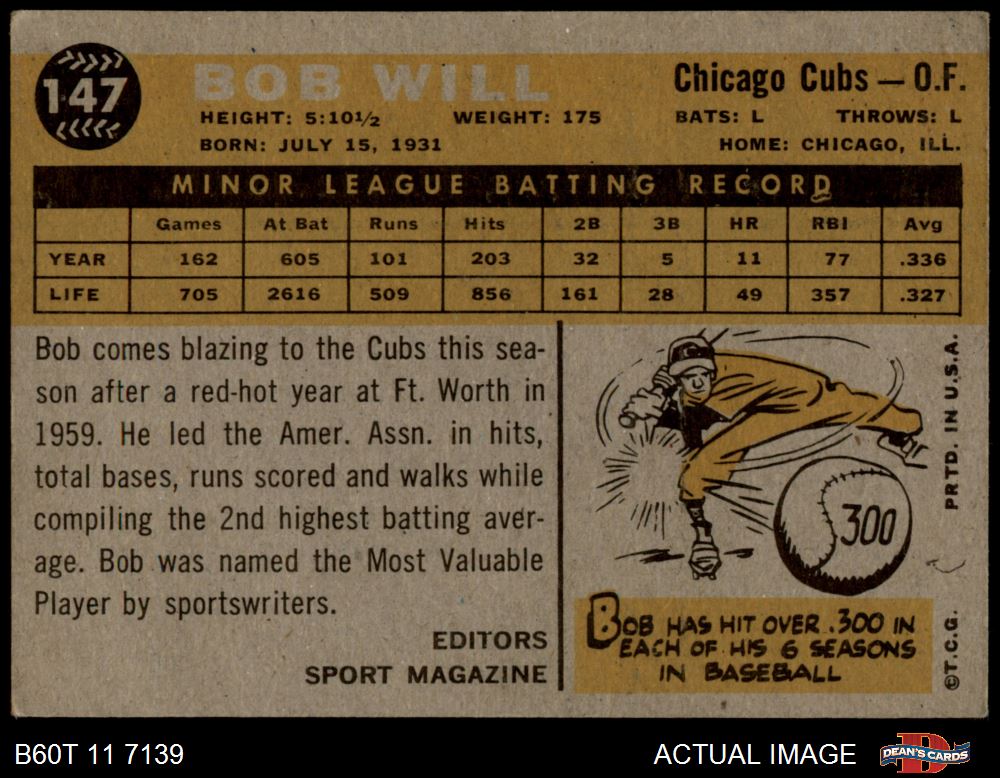 147
BOB WILL
Chicago Cubs — O.F.
HEIGHT: 5:10½ WEIGHT: 175 BATS: L THROWS: L
BORN: JULY 15, 1931 HOME: CHICAGO, ILL.
MINOR LEAGUE BATTING RECORD
Games At Bat Runs Hits 2B 3B HR RBI Avg
YEAR 162 605 101 203 32 5 11 77 .336
LIFE 705 2616 509 856 161 28 49 357 .327
Bob comes blazing to the Cubs this sea-
son after a red-hot year at Ft. Worth in
1959. He led the Amer. Assn. in hits,
total bases, runs scored and walks while
compiling the 2nd highest batting aver-
age. Bob was named the Most Valuable
Player by sportswriters.
EDITORS
SPORT MAGAZINE
300
BOB HAS HIT OVER .300 IN
EACH OF HIS 6 SEASONS
IN BASEBALL
©T.C.G. PRTD. IN U.S.A.
B60T 11 7139
ACTUAL IMAGE
D
DEAN'S CARDS